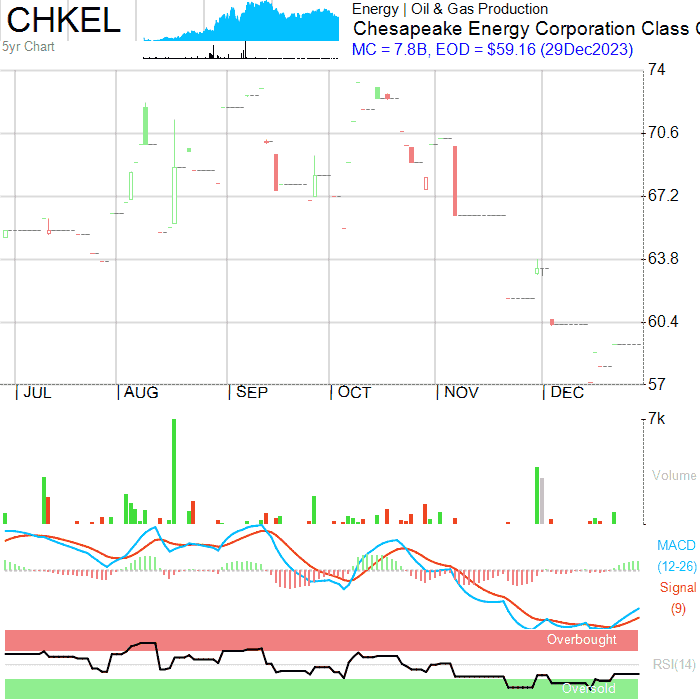 CHKEL
5yr Chart
Energy | Oil & Gas Production
Chesapeake Energy Corporation Class
MC = 7.8B, EOD = $59.16 (29Dec2023)
74
70.6
67.2
63.8
60.4
57
JUL AUG SEP OCT NOV DEC
7k
Volume
MACD
(12-26)
Signal
(9)
Overbought
RSI(14)
Oversold